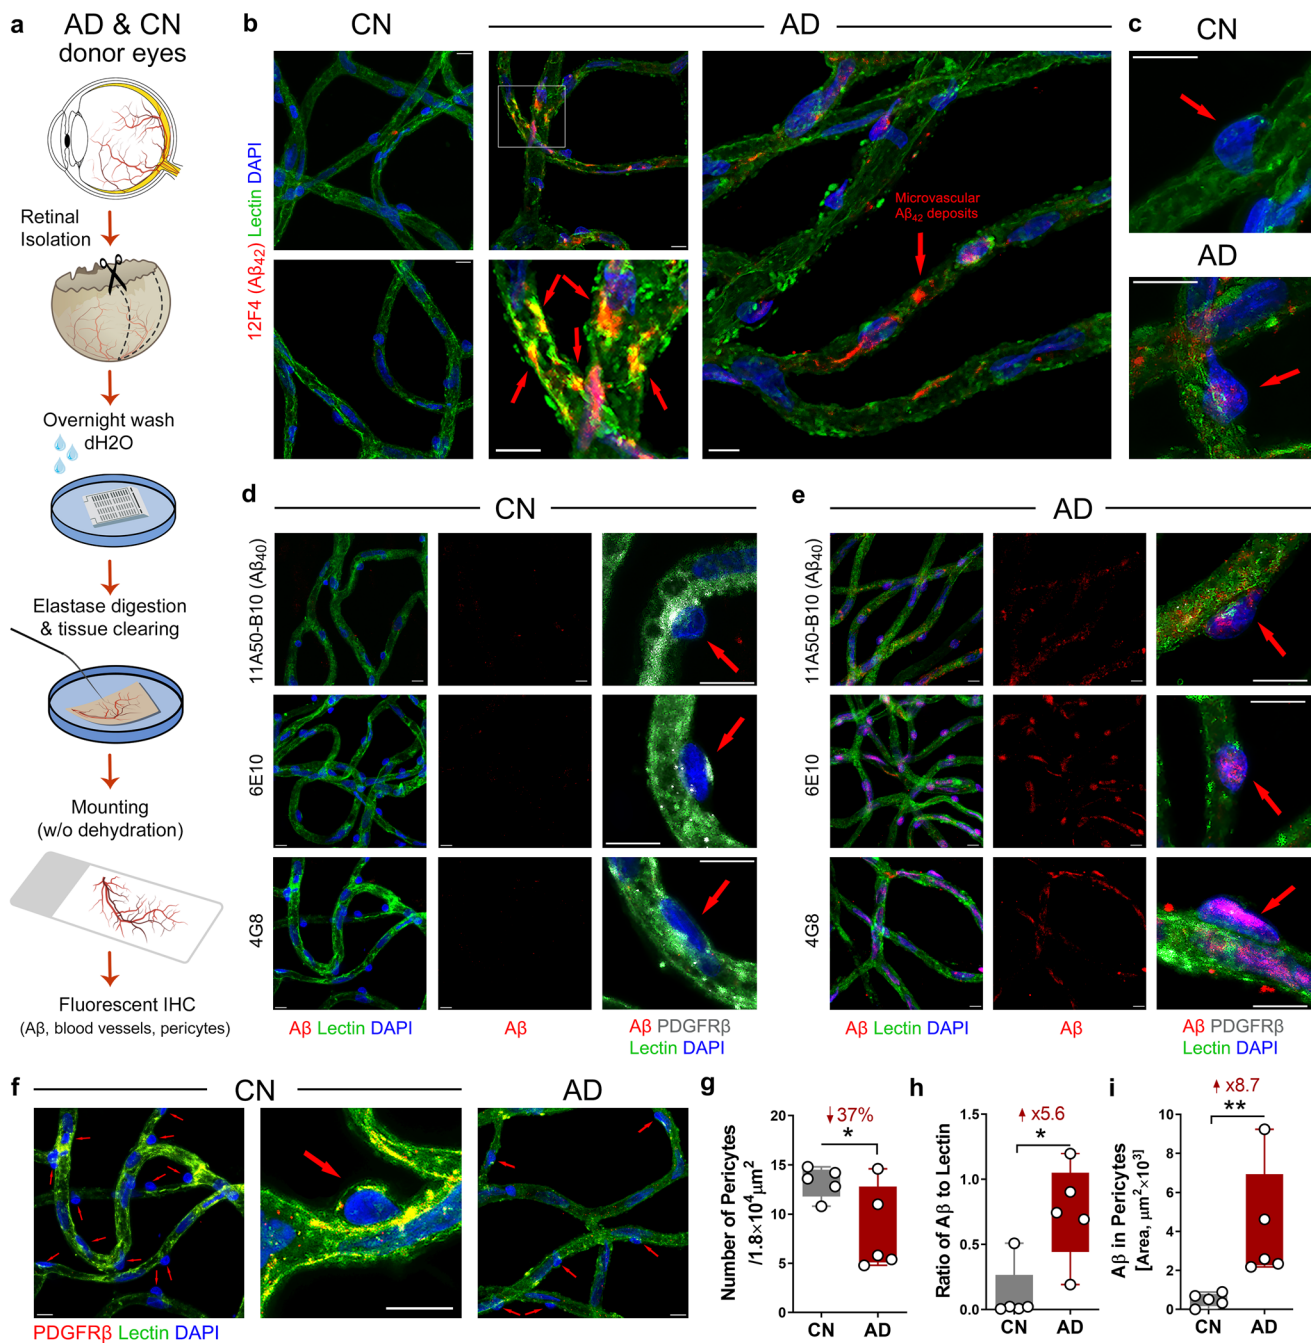 a
AD & CN
donor eyes
Retinal
Isolation
Overnight wash
dH2O
Elastase digestion
& tissue clearing
Mounting
(w/o dehydration)
Fluorescent IHC
(Aβ, blood vessels, pericytes)
b
CN
AD
12F4 (Aβ42) Lectin DAPI
Microvascular
Aβ42 deposits
c
CN
AD
d
CN
11A50-B10 (Aβ40)
6E10
4G8
Aβ Lectin DAPI
Aβ
Aβ PDGFRβ
Lectin DAPI
e
AD
11A50-B10 (Aβ40)
6E10
4G8
Aβ Lectin DAPI
Aβ
Aβ PDGFRβ
Lectin DAPI
f
CN
AD
PDGFRβ Lectin DAPI
g
↓37%
*
Number of Pericytes
/1.8×10⁴μm²
20
15
10
5
0
CN
AD
h
↑ x5.6
*
Ratio of Aβ to Lectin
1.5
1.0
0.5
0.0
CN
AD
i
↑ x8.7
**
Aβ in Pericytes
[Area, μm²×10³]
10
8
6
4
2
0
CN
AD